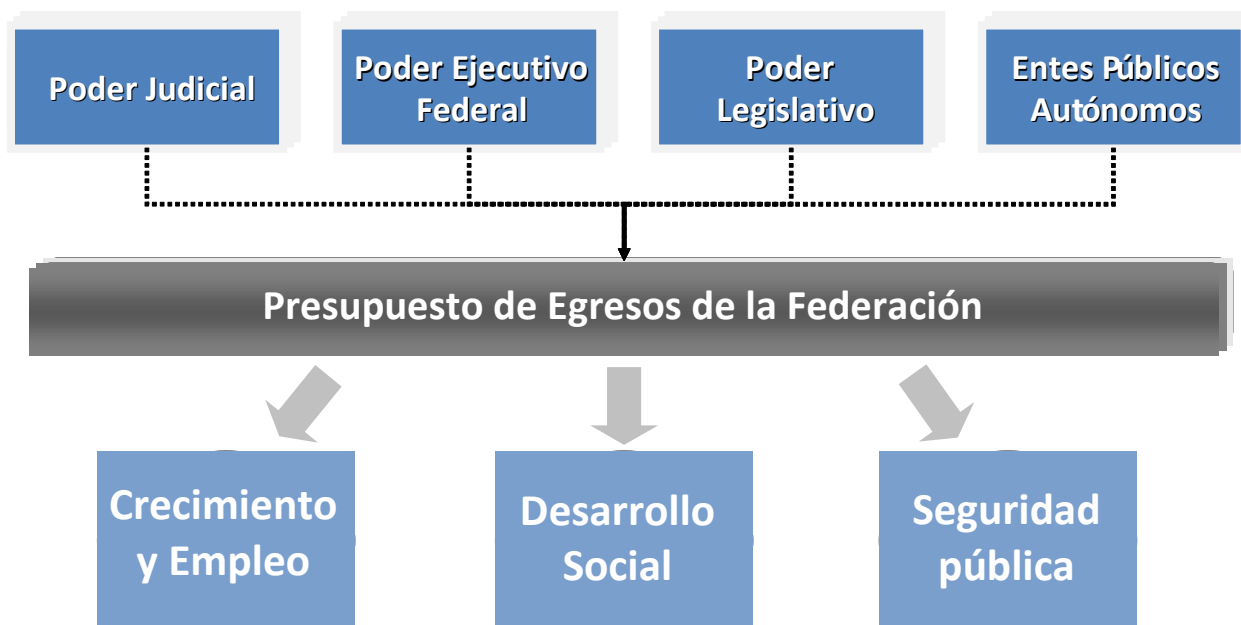 Poder Judicial
Poder Ejecutivo
Federal
Poder
Legislativo
Entes Públicos
Autónomos
Presupuesto de Egresos de la Federación
Crecimiento
y Empleo
Desarrollo
Social
Seguridad
pública